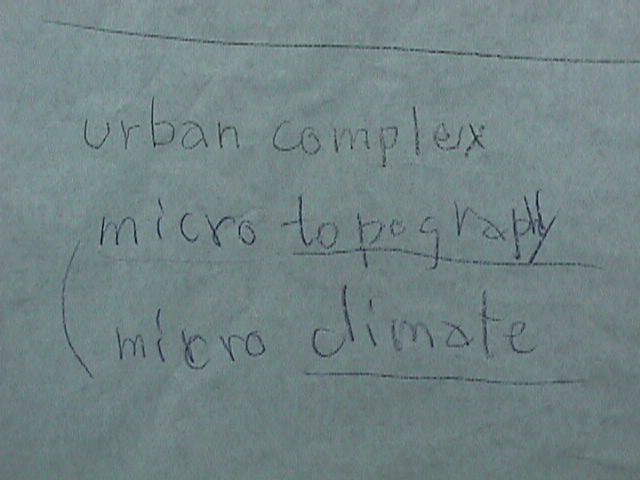 urban complex
micro topography
micro climate